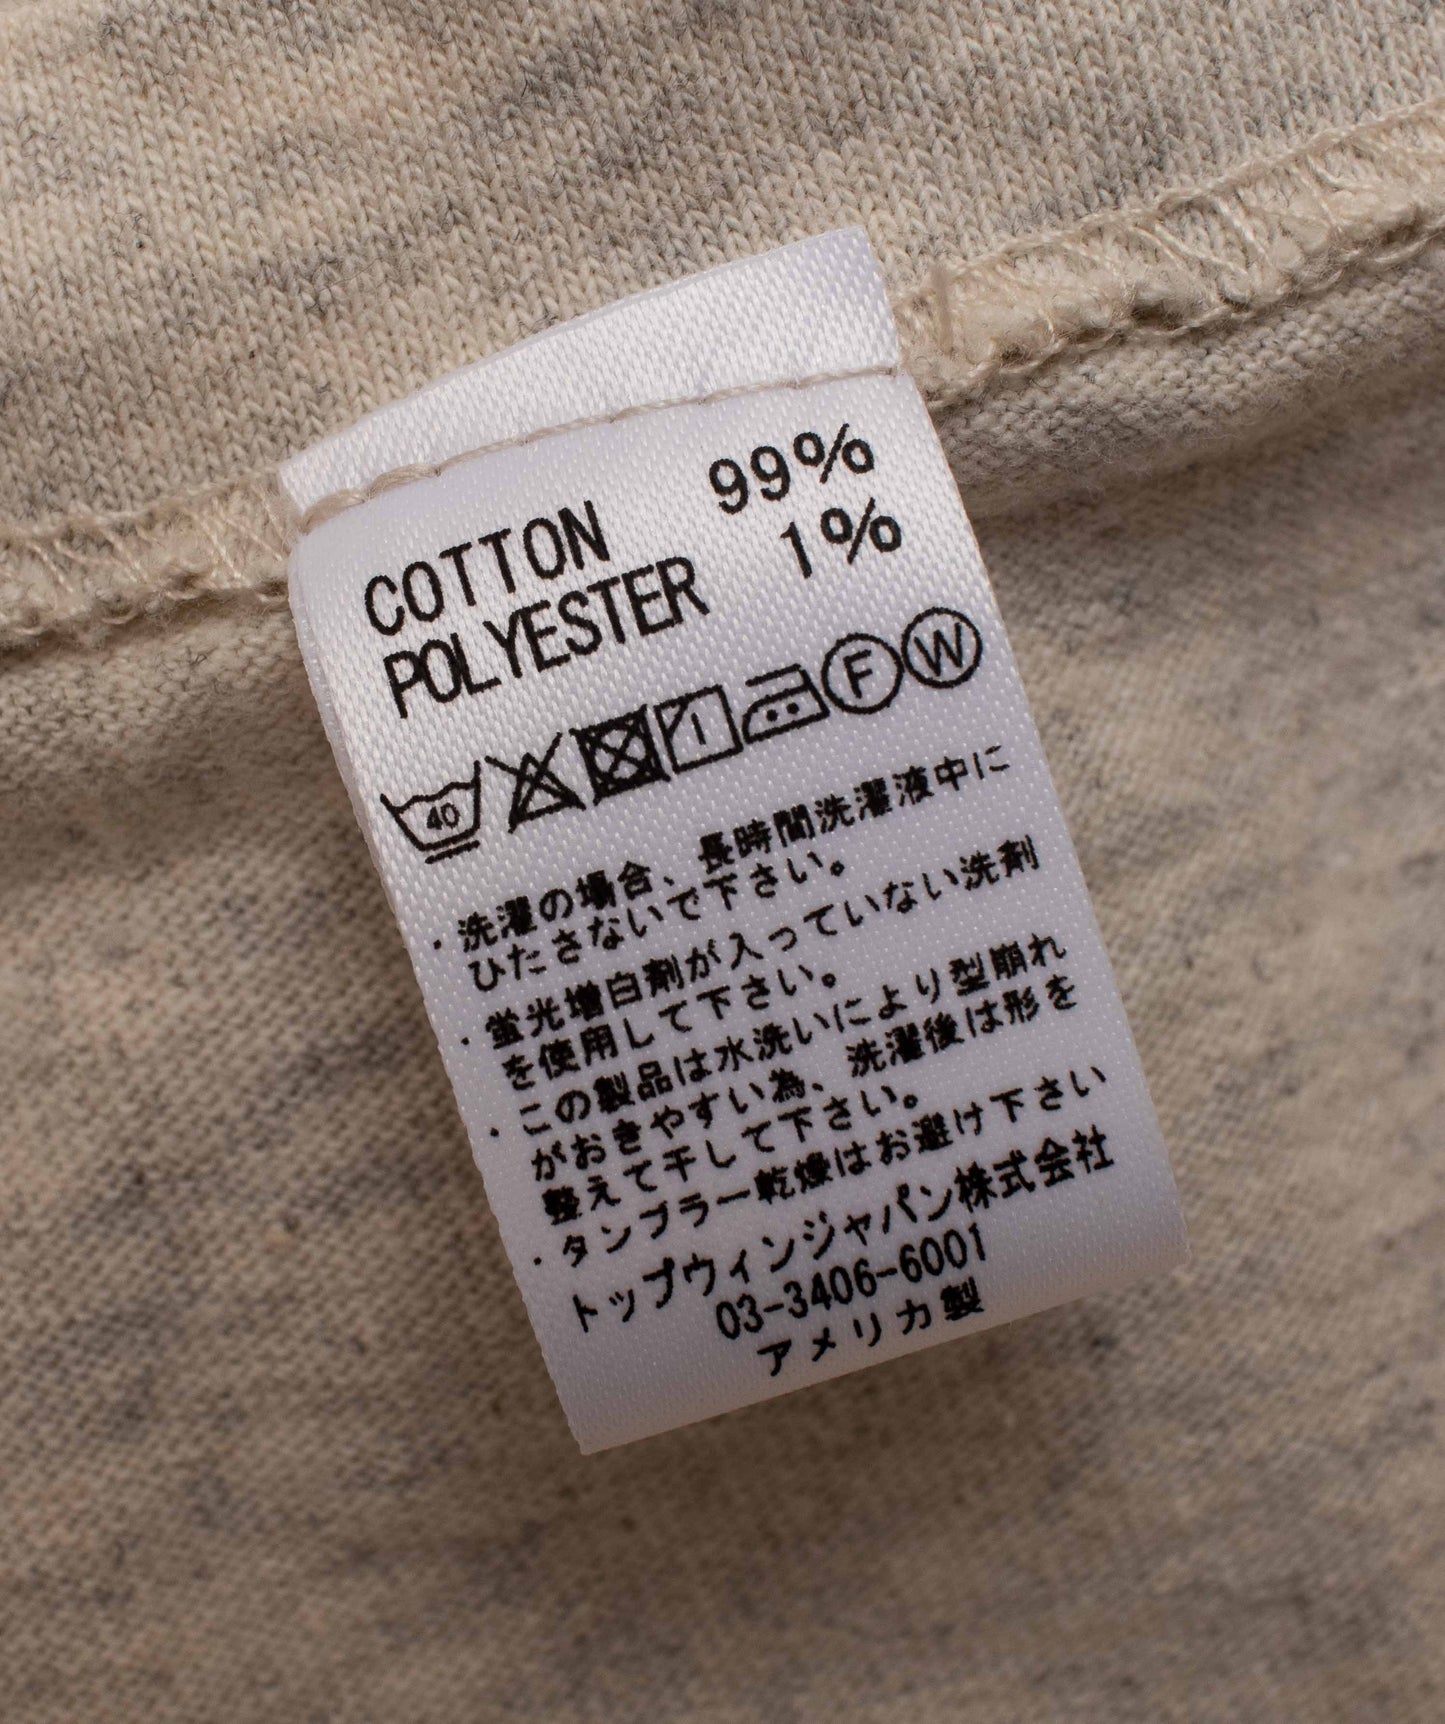 COTTON 99%
POLYESTER 1%
40 F W
・洗濯の場合、長時間洗濯液中に
ひたさないで下さい。
・蛍光増白剤が入っていない洗剤
を使用して下さい。
・この製品は水洗いにより型崩れ
がおきやすい為、洗濯後は形を
整えて干して下さい。
・タンブラー乾燥はお避け下さい
トップウィンジャパン株式会社
03-3406-6001
アメリカ製